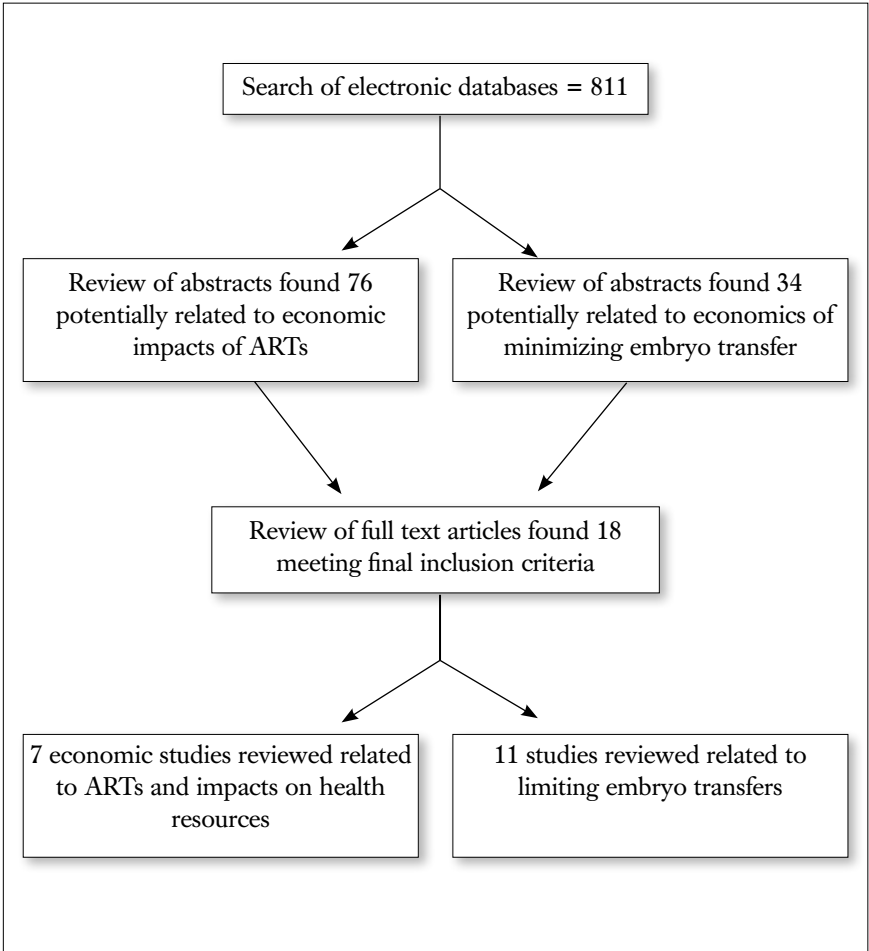 Search of electronic databases = 811
Review of abstracts found 76
potentially related to economic
impacts of ARTs
Review of abstracts found 34
potentially related to economics of
minimizing embryo transfer
Review of full text articles found 18
meeting final inclusion criteria
7 economic studies reviewed related
to ARTs and impacts on health
resources
11 studies reviewed related to
limiting embryo transfers